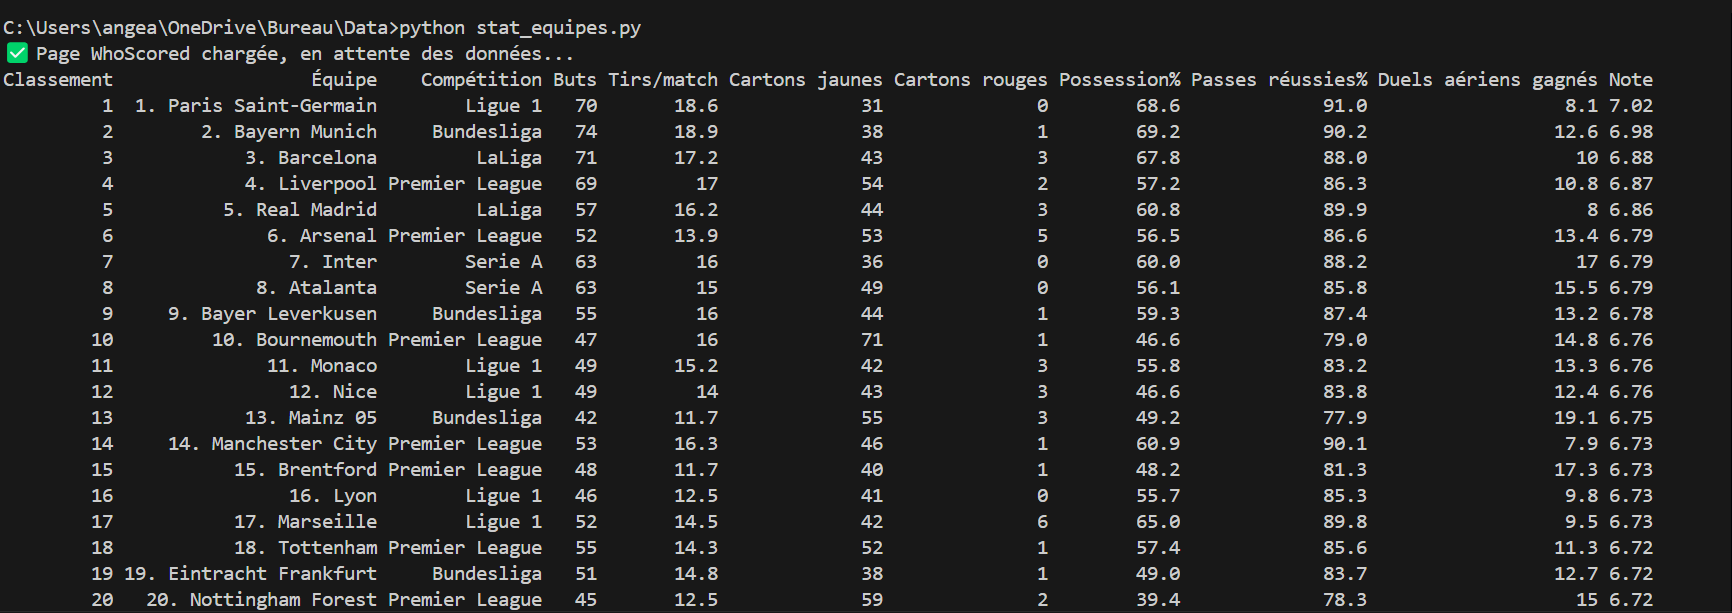 C:\Users\angea\OneDrive\Bureau\Data>python stat_equipes.py
✅ Page WhoScored chargée, en attente des données...
Classement Équipe Compétition Buts Tirs/match Cartons jaunes Cartons rouges Possession% Passes réussies% Duels aériens gagnés Note
1 1. Paris Saint-Germain Ligue 1 70 18.6 31 0 68.6 91.0 8.1 7.02
2 2. Bayern Munich Bundesliga 74 18.9 38 1 69.2 90.2 12.6 6.98
3 3. Barcelona LaLiga 71 17.2 43 3 67.8 88.0 10 6.88
4 4. Liverpool Premier League 69 17 54 2 57.2 86.3 10.8 6.87
5 5. Real Madrid LaLiga 57 16.2 44 3 60.8 89.9 8 6.86
6 6. Arsenal Premier League 52 13.9 53 5 56.5 86.6 13.4 6.79
7 7. Inter Serie A 63 16 36 0 60.0 88.2 17 6.79
8 8. Atalanta Serie A 63 15 49 0 56.1 85.8 15.5 6.79
9 9. Bayer Leverkusen Bundesliga 55 16 44 1 59.3 87.4 13.2 6.78
10 10. Bournemouth Premier League 47 16 71 1 46.6 79.0 14.8 6.76
11 11. Monaco Ligue 1 49 15.2 42 3 55.8 83.2 13.3 6.76
12 12. Nice Ligue 1 49 14 43 3 46.6 83.8 12.4 6.76
13 13. Mainz 05 Bundesliga 42 11.7 55 3 49.2 77.9 19.1 6.75
14 14. Manchester City Premier League 53 16.3 46 1 60.9 90.1 7.9 6.73
15 15. Brentford Premier League 48 11.7 40 1 48.2 81.3 17.3 6.73
16 16. Lyon Ligue 1 46 12.5 41 0 55.7 85.3 9.8 6.73
17 17. Marseille Ligue 1 52 14.5 42 6 65.0 89.8 9.5 6.73
18 18. Tottenham Premier League 55 14.3 52 1 57.4 85.6 11.3 6.72
19 19. Eintracht Frankfurt Bundesliga 51 14.8 38 1 49.0 83.7 12.7 6.72
20 20. Nottingham Forest Premier League 45 12.5 59 2 39.4 78.3 15 6.72